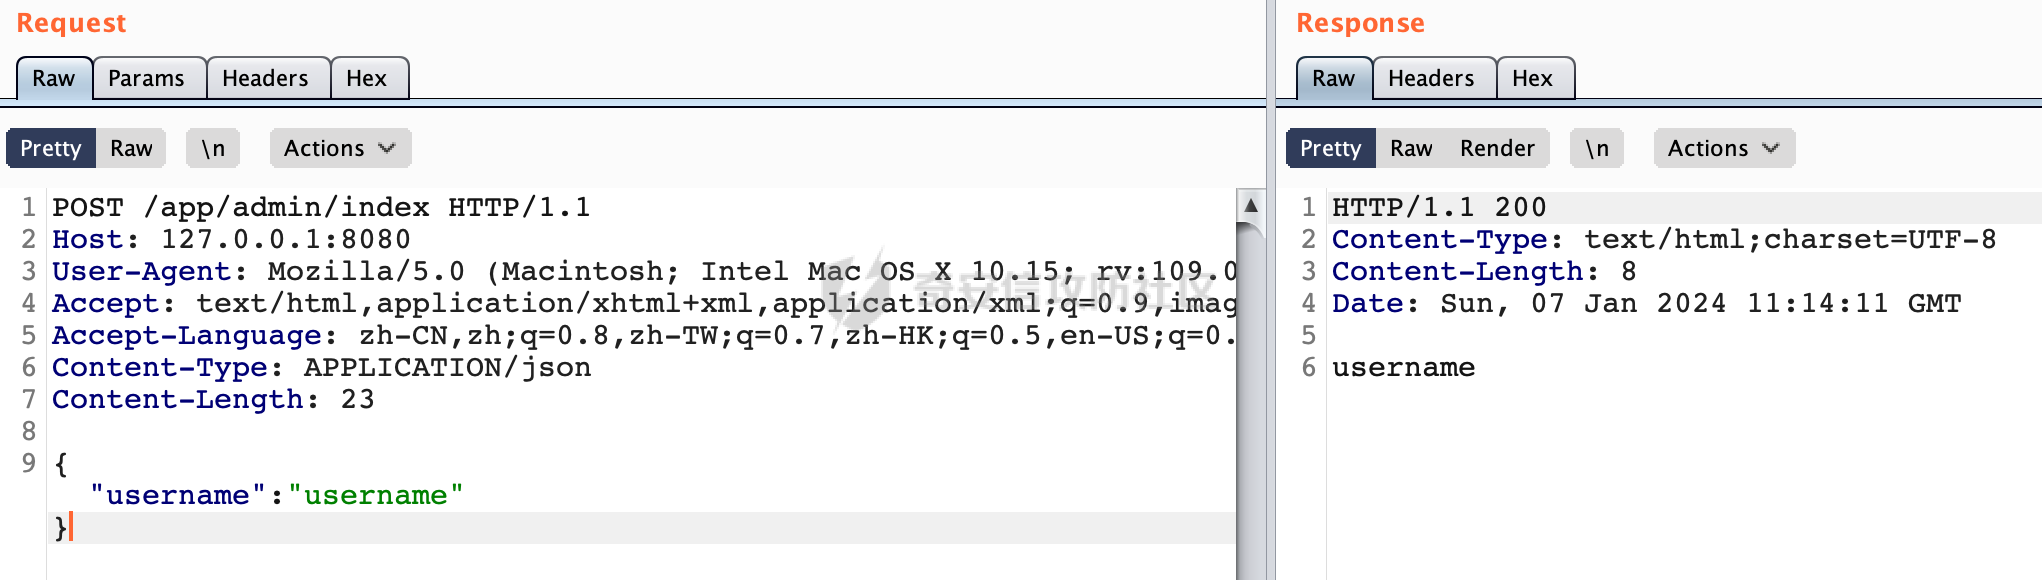 Request
Raw Params Headers Hex
Pretty Raw \n Actions
1 POST /app/admin/index HTTP/1.1
2 Host: 127.0.0.1:8080
3 User-Agent: Mozilla/5.0 (Macintosh; Intel Mac OS X 10.15; rv:109.0
4 Accept: text/html,application/xhtml+xml,application/xml;q=0.9,imag
5 Accept-Language: zh-CN,zh;q=0.8,zh-TW;q=0.7,zh-HK;q=0.5,en-US;q=0.
6 Content-Type: APPLICATION/json
7 Content-Length: 23
8
9 {
"username":"username"
}
奇安信攻防社区
Response
Raw Headers Hex
Pretty Raw Render \n Actions
1 HTTP/1.1 200
2 Content-Type: text/html;charset=UTF-8
3 Content-Length: 8
4 Date: Sun, 07 Jan 2024 11:14:11 GMT
5
6 username